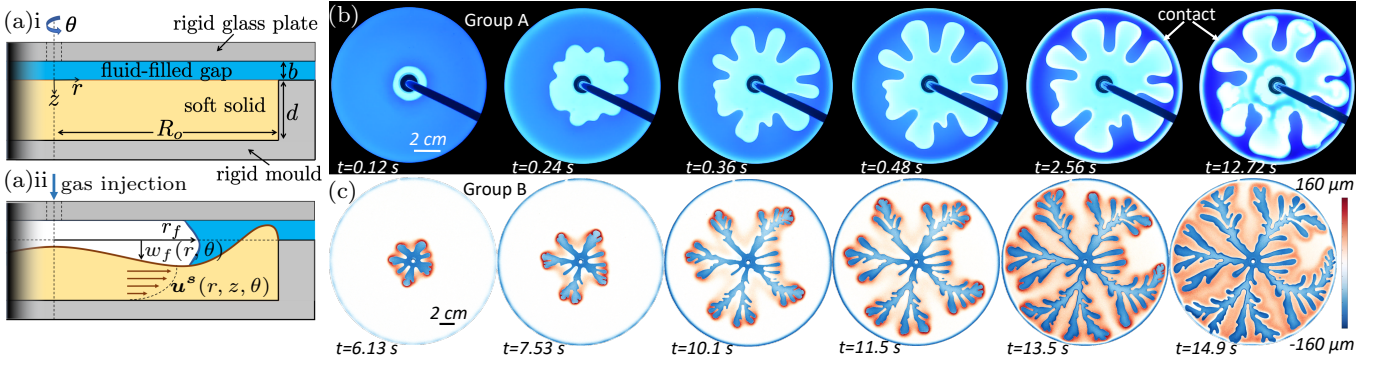 (a)i
θ
rigid glass plate
fluid-filled gap
b
r
z
soft solid
d
R_o
rigid mould
(a)ii
gas injection
r_f
w_f(r, θ)
u^s(r, z, θ)
(b)
Group A
contact
2 cm
t=0.12 s
t=0.24 s
t=0.36 s
t=0.48 s
t=2.56 s
t=12.72 s
(c)
Group B
160 μm
2 cm
-160 μm
t=6.13 s
t=7.53 s
t=10.1 s
t=11.5 s
t=13.5 s
t=14.9 s